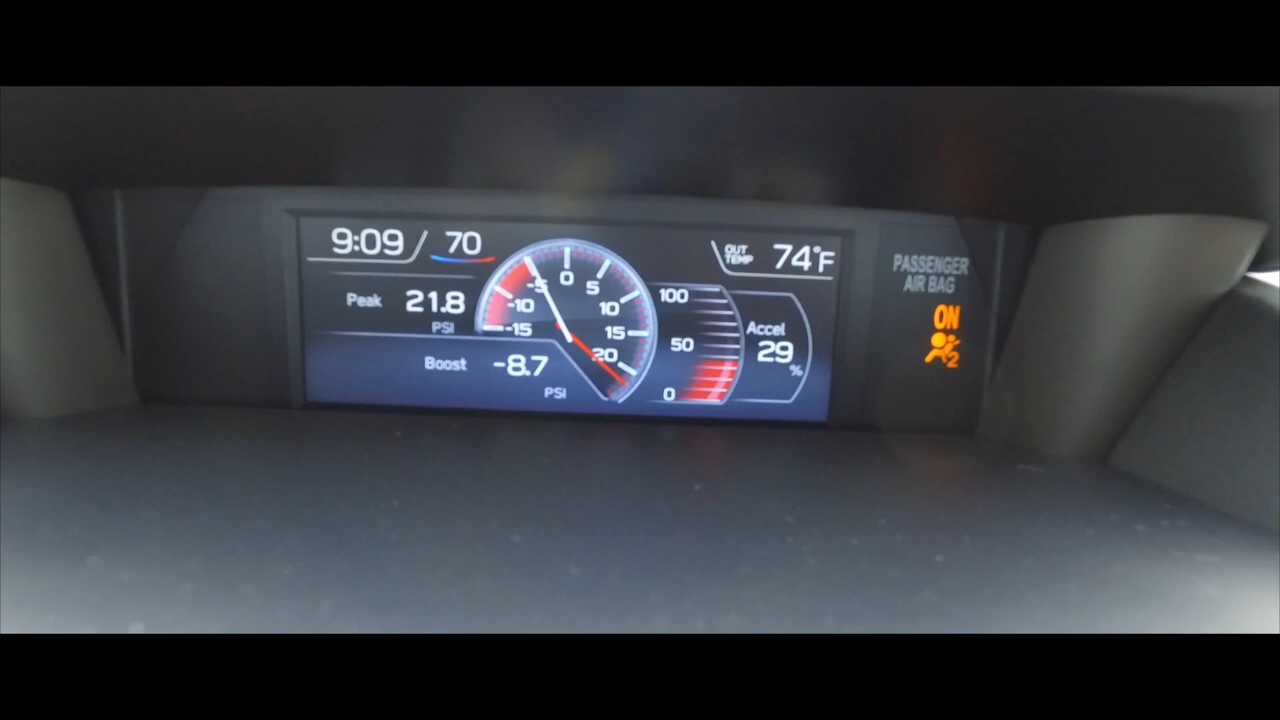 9:09 70
OUT TEMP 74°F
Peak 21.8 PSI
Boost -8.7 PSI
-15 -10 -5 0 5 10 15 20
100
50
0
Accel
29 %
PASSENGER
AIR BAG
ON
2